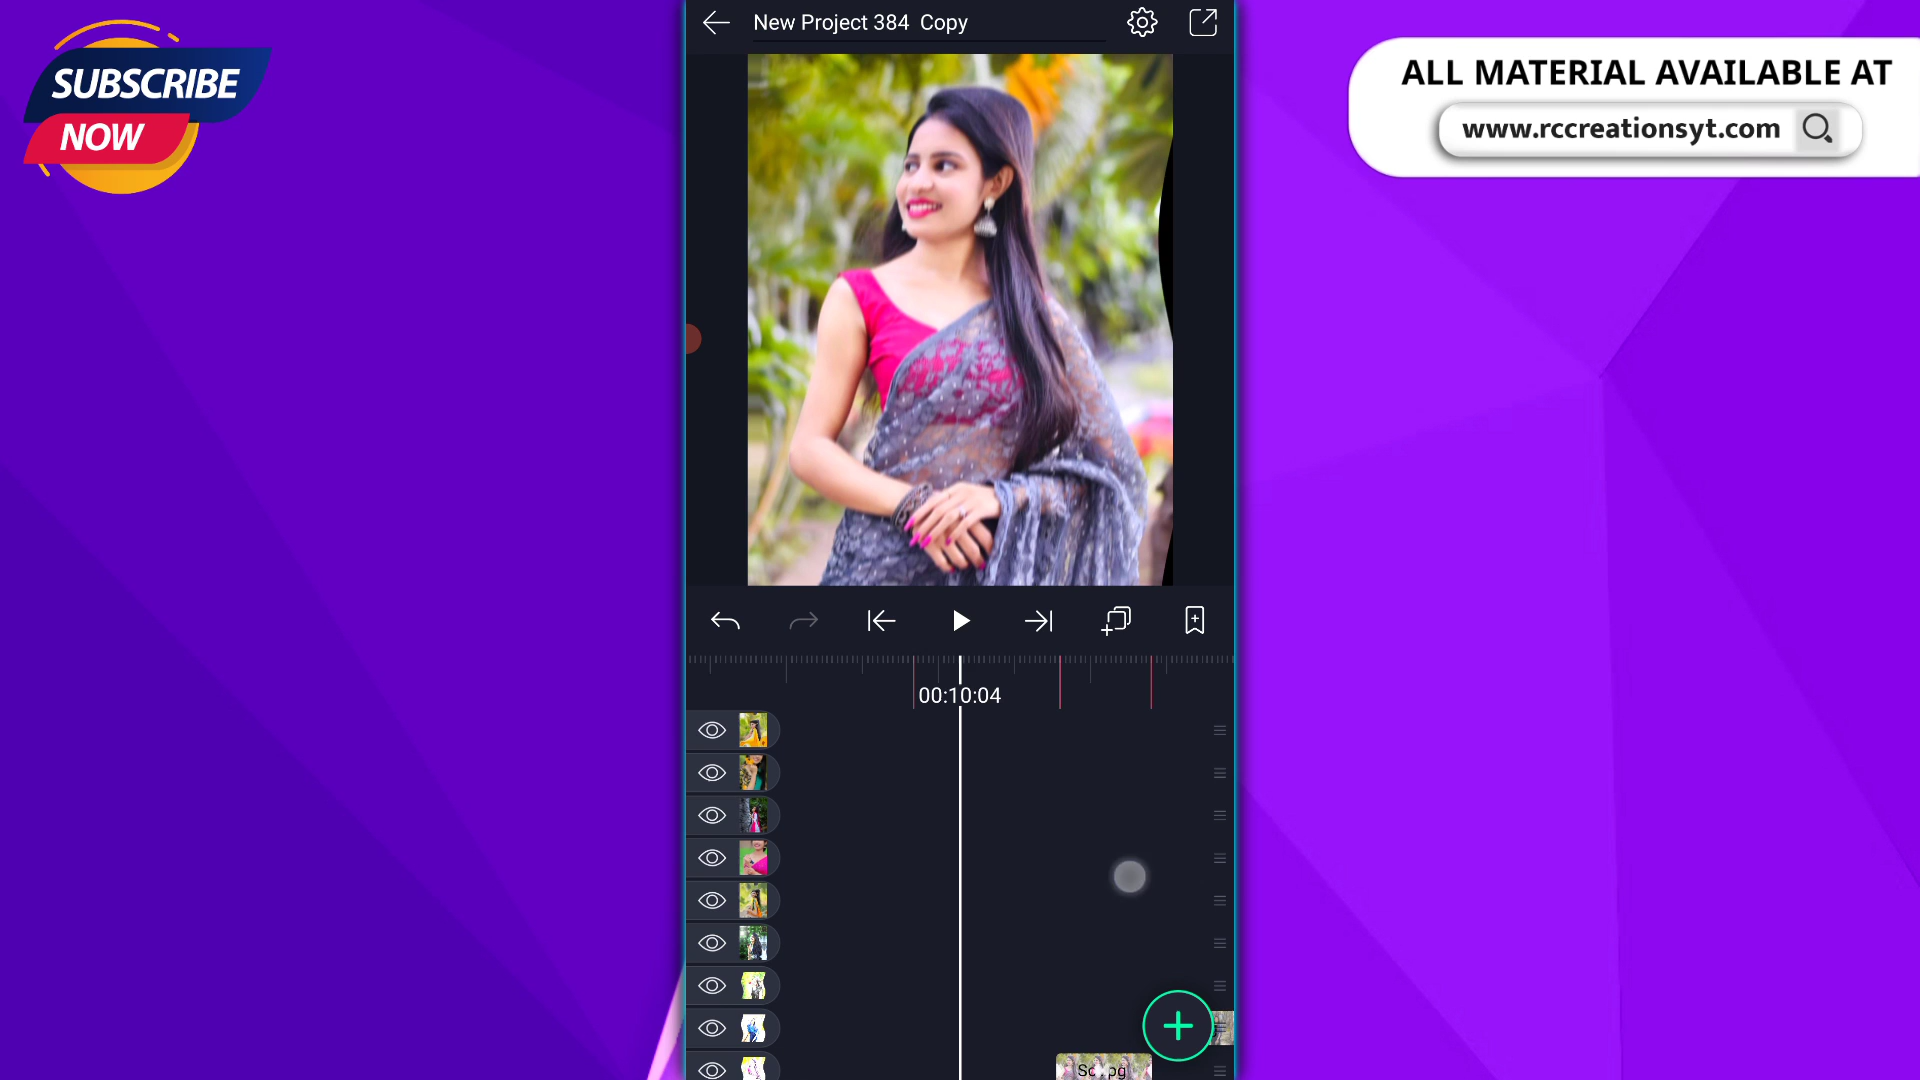 SUBSCRIBE
NOW
New Project 384 Copy
ALL MATERIAL AVAILABLE AT
www.rccreationsyt.com
00:10:04